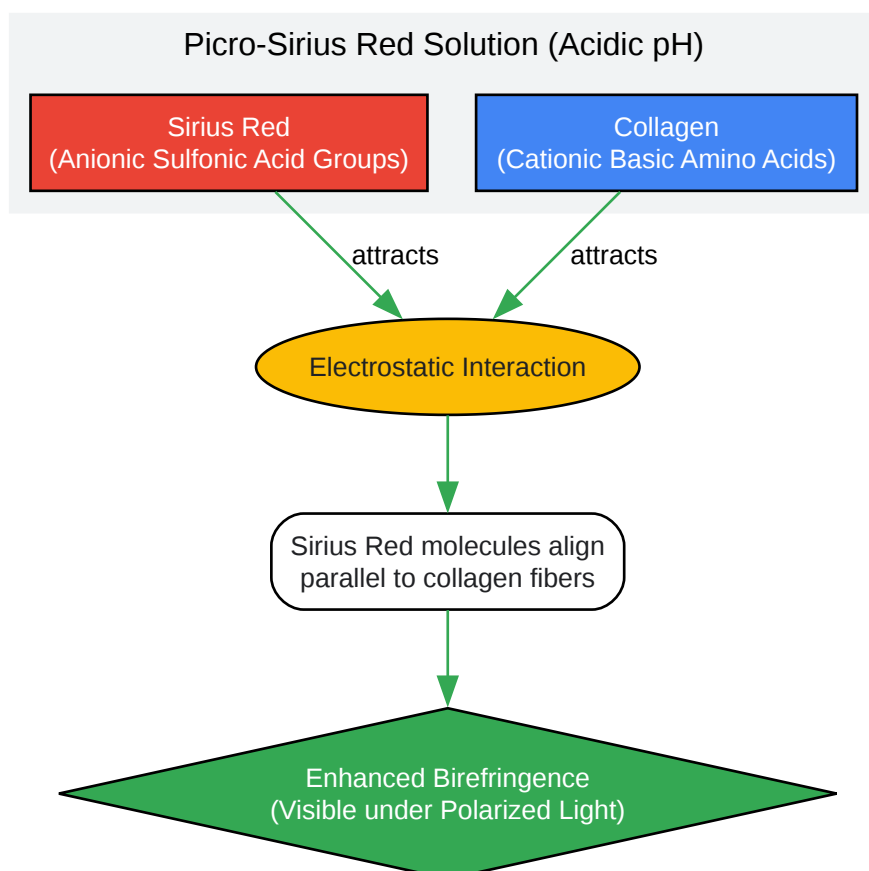 Picro-Sirius Red Solution (Acidic pH)
Sirius Red
(Anionic Sulfonic Acid Groups)
Collagen
(Cationic Basic Amino Acids)
attracts
attracts
Electrostatic Interaction
Sirius Red molecules align
parallel to collagen fibers
Enhanced Birefringence
(Visible under Polarized Light)